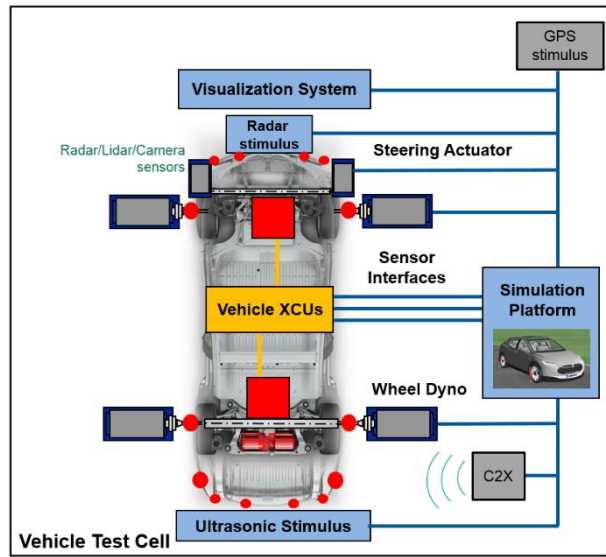 GPS
stimulus
Visualization System
Radar
stimulus
Radar/Lidar/Camera
sensors
Steering Actuator
Sensor
Interfaces
Simulation
Platform
Vehicle XCUs
Wheel Dyno
C2X
Ultrasonic Stimulus
Vehicle Test Cell